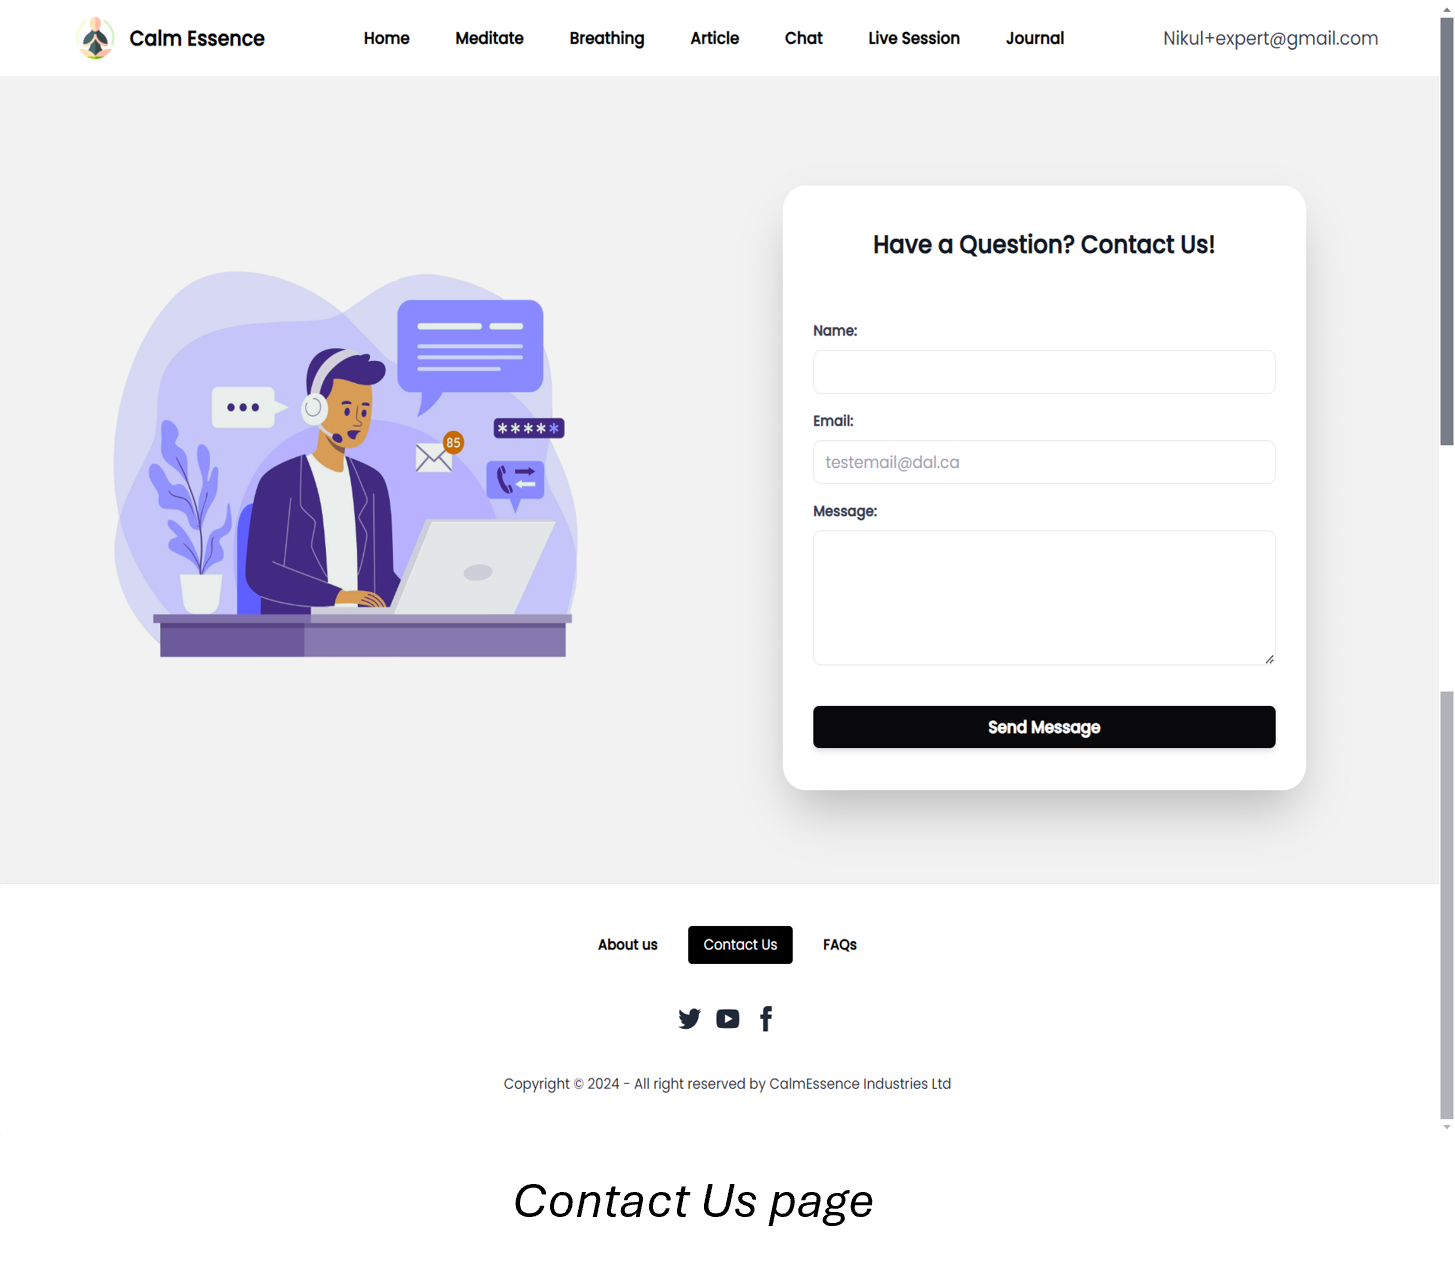 Calm Essence Home Meditate Breathing Article Chat Live Session Journal Nikul+expert@gmail.com
Have a Question? Contact Us!
Name:
Email:
testemail@dal.ca
Message:
Send Message
85
*****
About us Contact Us FAQs
Copyright © 2024 - All right reserved by CalmEssence Industries Ltd
Contact Us page